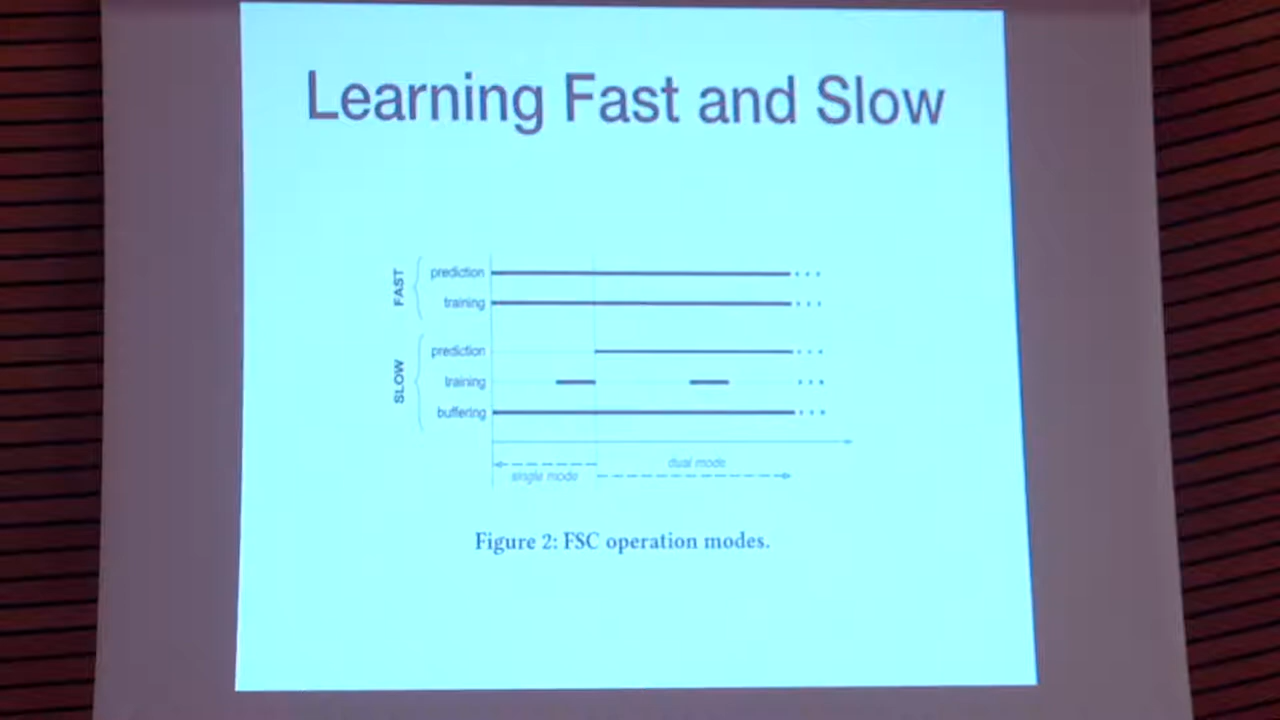 Learning Fast and Slow
FAST
prediction
training
SLOW
prediction
training
buffering
single mode
dual mode
Figure 2: FSC operation modes.